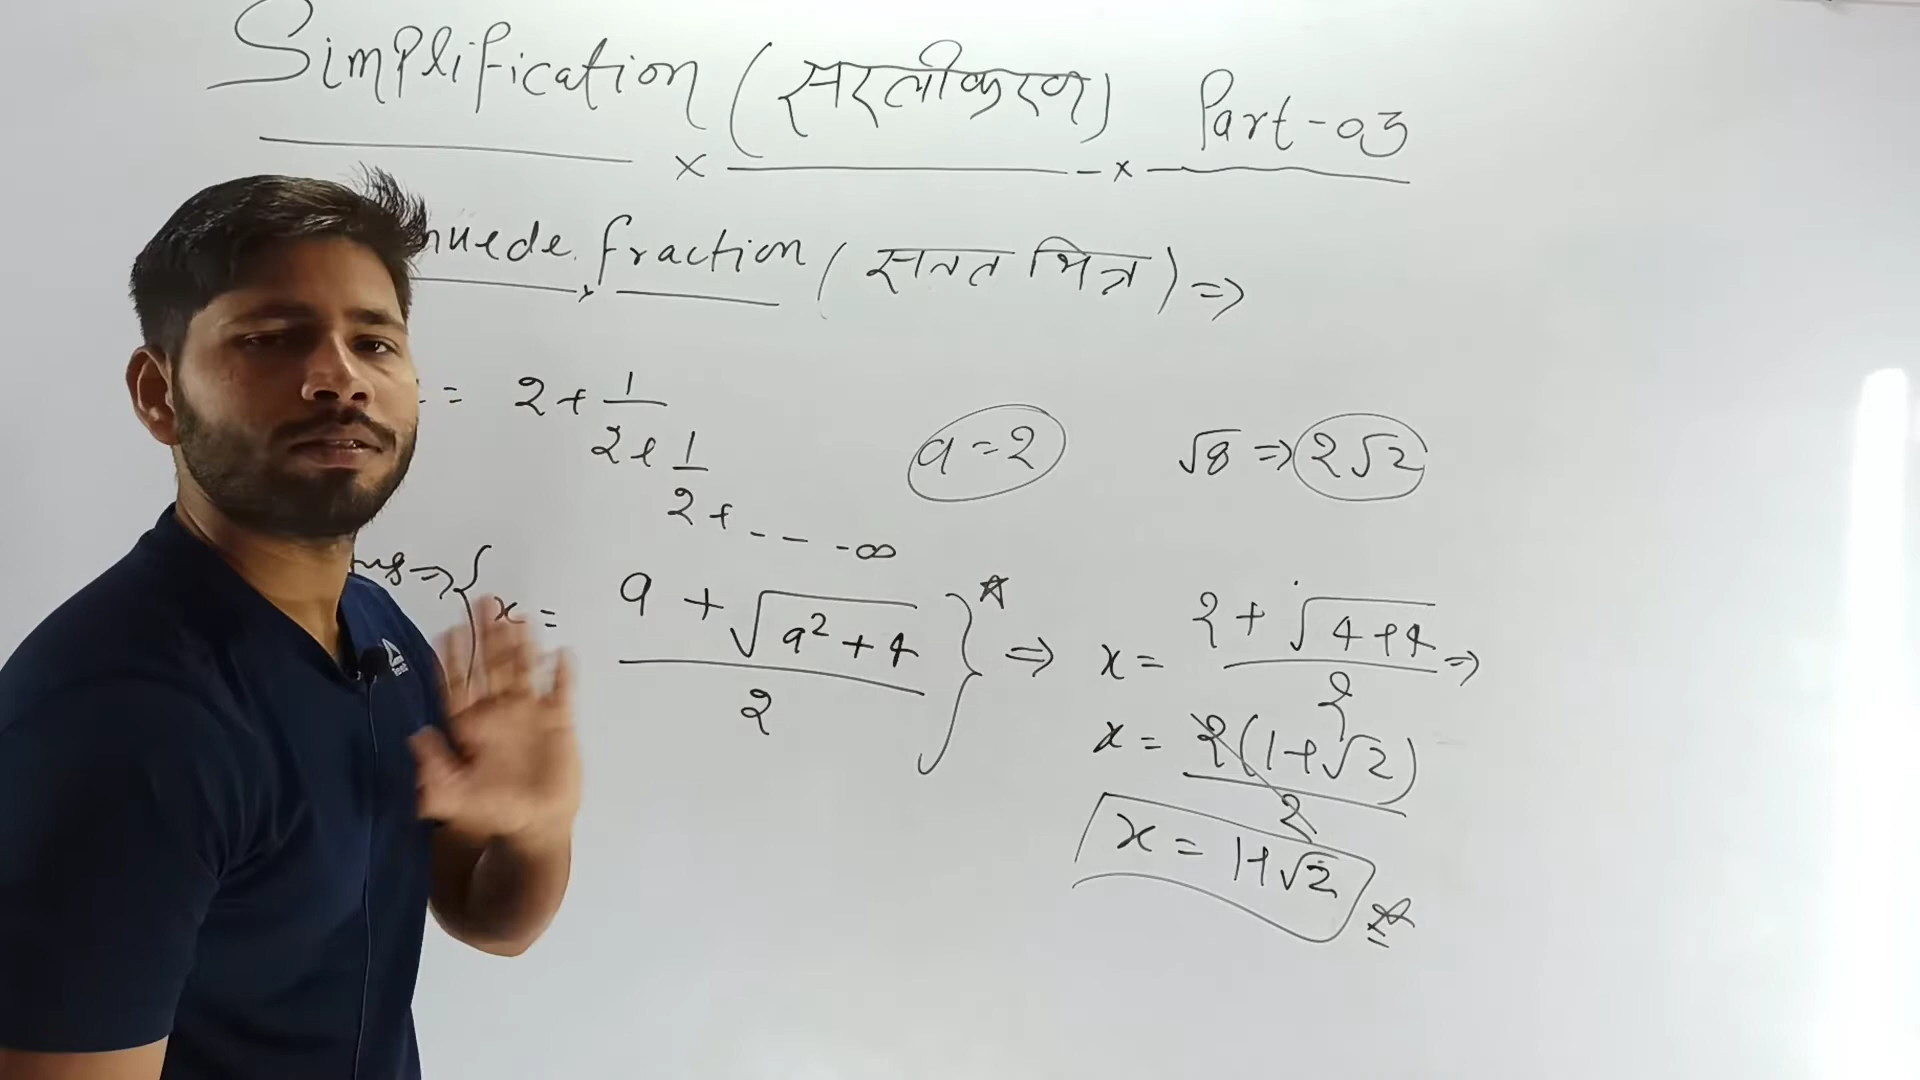 Simplification (सरलीकरण) Part-03
nuede fraction (सतत भिन्न) ⇒
= 2 + 1/(2 + 1/(2 + - - - ∞
a = 2
√8 ⇒ 2√2
⇒ { x = (a + √(a² + 4))/2 } ☆ ⇒ x = (2 + √(4+4))/2 ⇒
x = 2(1+√2)/2
x = 1+√2